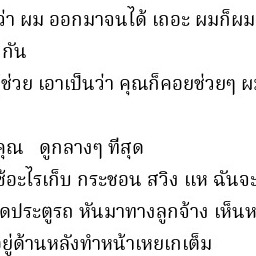 ว่า ผม ออกมาจนได้ เถอะ ผมก็ผม
กัน
ช่วย เอาเป็นว่า คุณก็คอยช่วยๆ
คุณ ดูกลางๆ ที่สุด
อะไรเก็บ กระชอน สวิง แห ฉันจะ
ดประตูรถ หันมาทางลูกจ้าง เห็นห
อยู่ด้านหลังทำหน้าเหยเกเต็ม